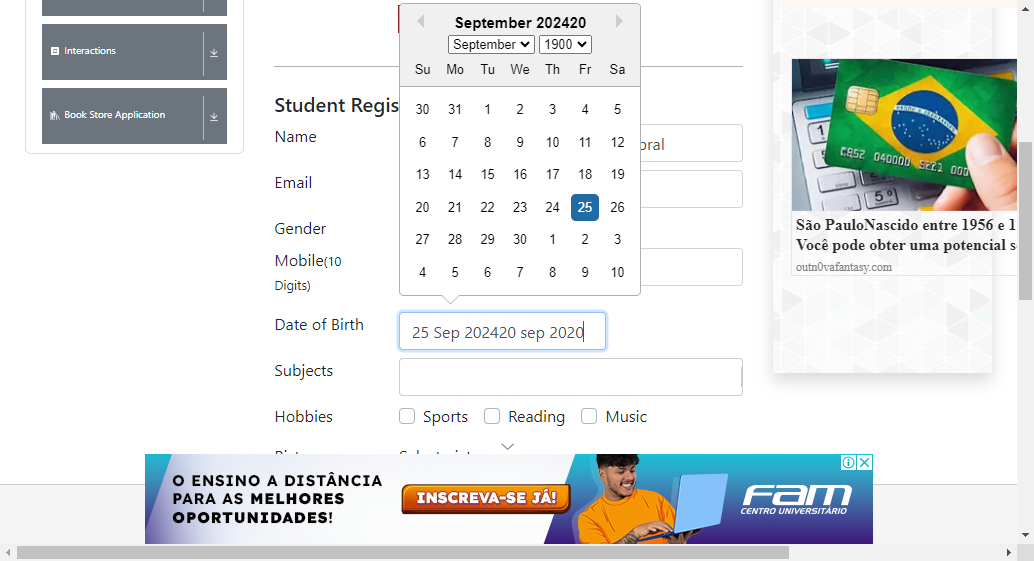 Interactions
Book Store Application
September 202420
September 1900
Su Mo Tu We Th Fr Sa
30 31 1 2 3 4 5
6 7 8 9 10 11 12
13 14 15 16 17 18 19
20 21 22 23 24 25 26
27 28 29 30 1 2 3
4 5 6 7 8 9 10
Student Regis
Name
oral
Email
Gender
Mobile(10
Digits)
Date of Birth
25 Sep 202420 sep 2020
Subjects
Hobbies
Sports
Reading
Music
O ENSINO A DISTÂNCIA
PARA AS MELHORES
OPORTUNIDADES!
INSCREVA-SE JÁ!
FAM
CENTRO UNIVERSITÁRIO
São PauloNascido entre 1956 e 1
Você pode obter uma potencial s
outn0vafantasy.com